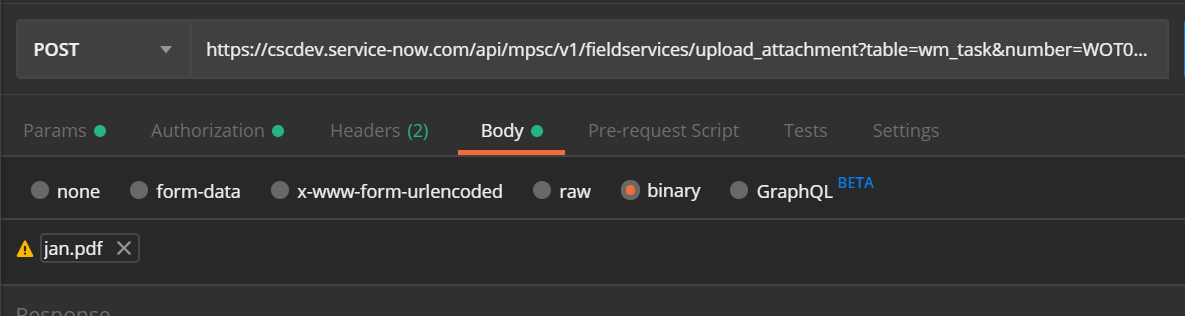 POST https://cscdev.service-now.com/api/mpsc/v1/fieldservices/upload_attachment?table=wm_task&number=WOT0...
Params Authorization Headers (2) Body Pre-request Script Tests Settings
none form-data x-www-form-urlencoded raw binary GraphQL BETA
jan.pdf
Response